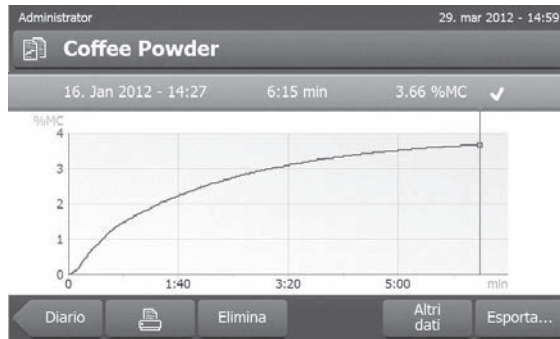 Administrator 29. mar 2012 - 14:59
Coffee Powder
16. Jan 2012 - 14:27 6:15 min 3.66 %MC
%MC
4
3
2
1
0
0 1:40 3:20 5:00 min
Diario Elimina Altri dati Esporta...